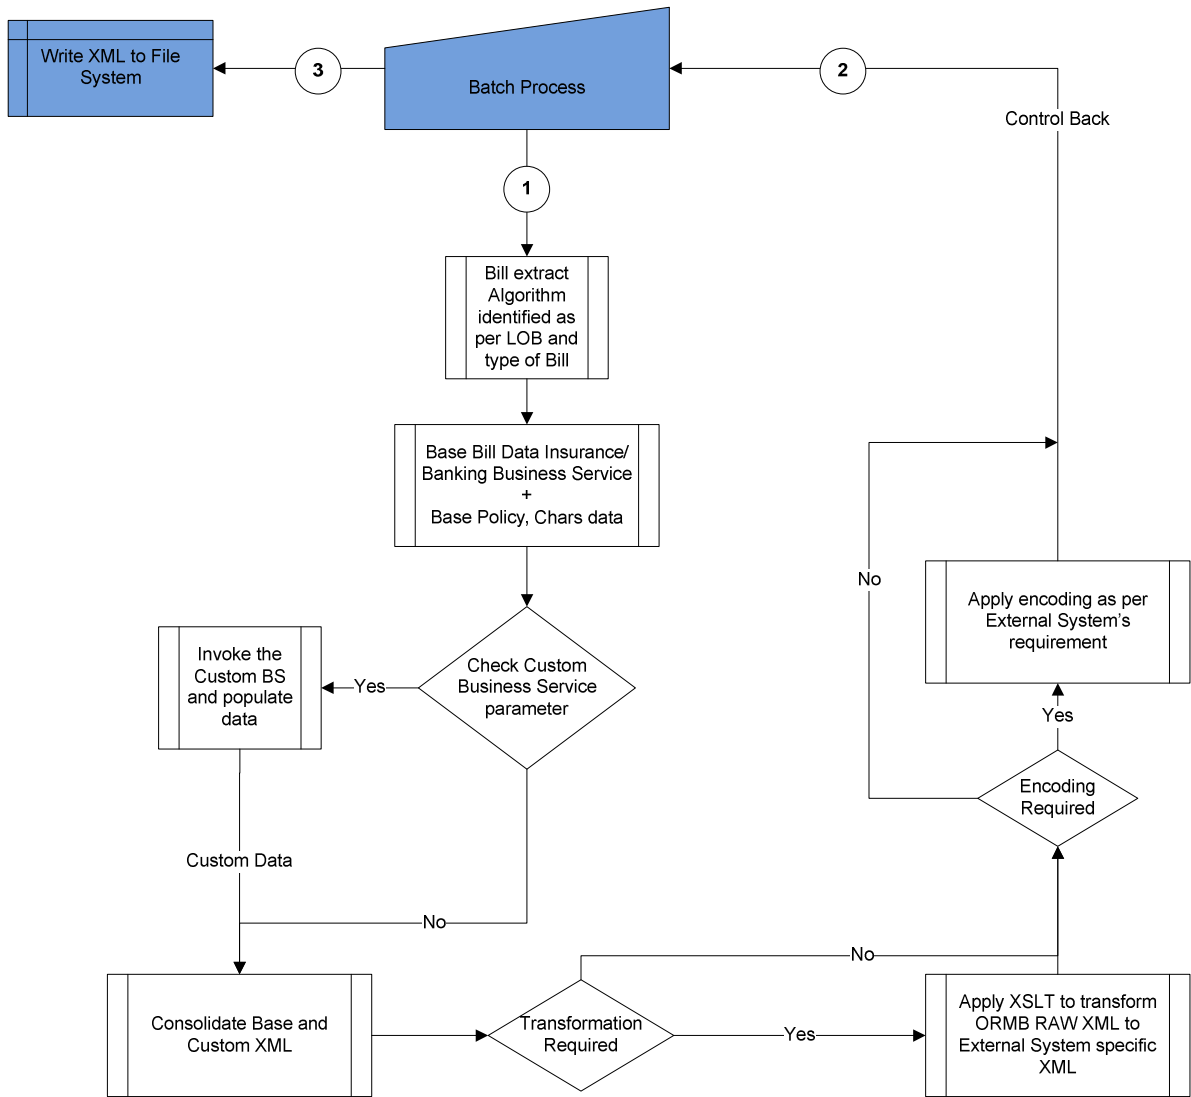 Write XML to File
System
3
Batch Process
2
Control Back
1
Bill extract
Algorithm
identified as
per LOB and
type of Bill
Base Bill Data Insurance/
Banking Business Service
+
Base Policy, Chars data
No
Apply encoding as per
External System's
requirement
Invoke the
Custom BS
and populate
data
Yes
Check Custom
Business Service
parameter
Yes
Encoding
Required
Custom Data
No
No
Consolidate Base and
Custom XML
Transformation
Required
Yes
Apply XSLT to transform
ORMB RAW XML to
External System specific
XML